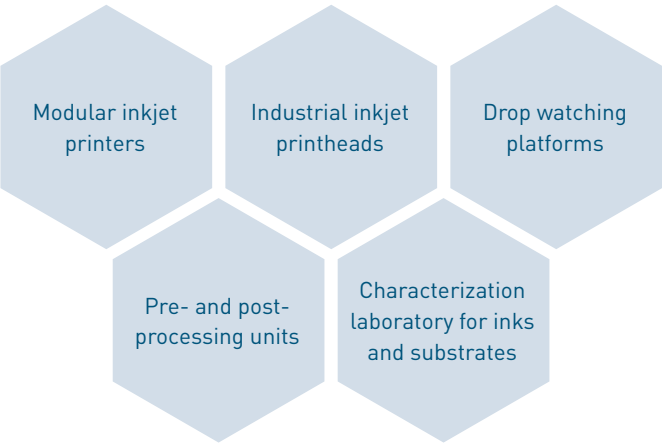 Modular inkjet
printers
Industrial inkjet
printheads
Drop watching
platforms
Pre- and post-
processing units
Characterization
laboratory for inks
and substrates